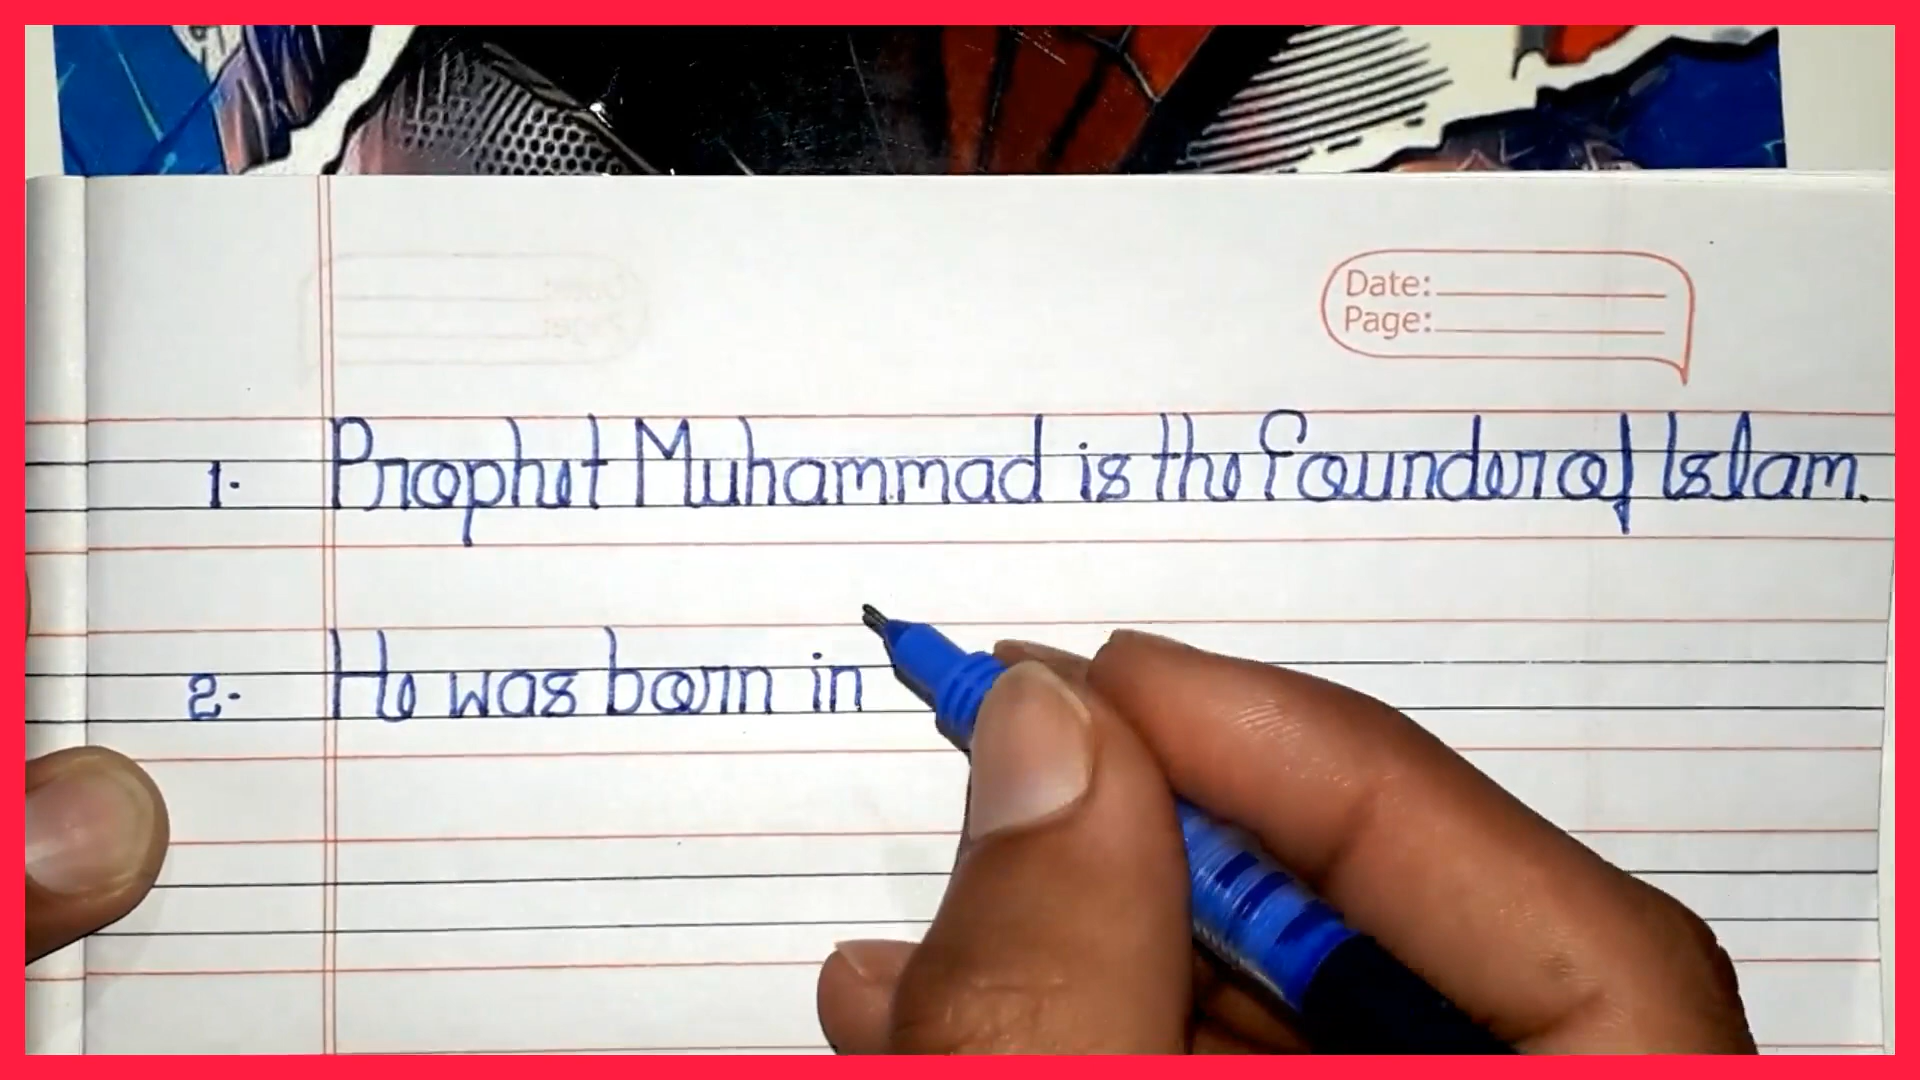 Date:
Page:
1. Prophet Muhammad is the founder of Islam.
2. He was born in